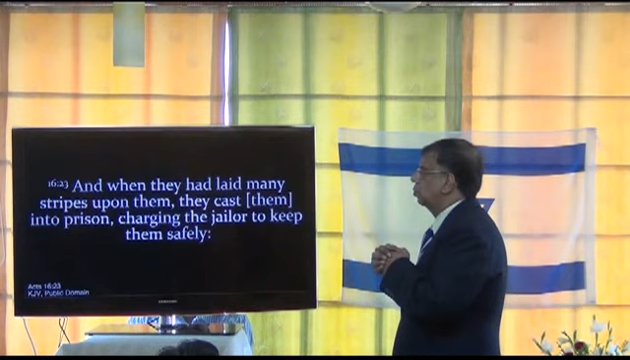 16:23 And when they had laid many
stripes upon them, they cast [them]
into prison, charging the jailor to keep
them safely:
Acts 16:23
KJV, Public Domain
SAMSUNG